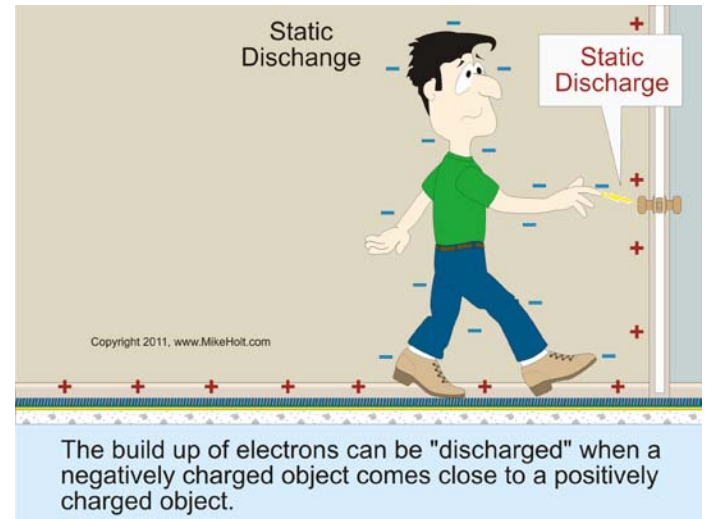 Static
Dischange
Static
Discharge
Copyright 2011, www.MikeHolt.com
The build up of electrons can be "discharged" when a
negatively charged object comes close to a positively
charged object.